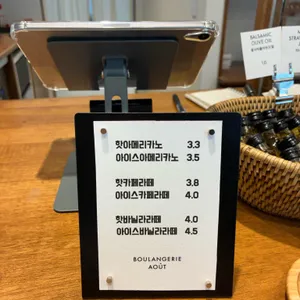 BALSAMIC
OLIVE OIL
핫아메리카노 3.3
아이스아메리카노 3.5
핫카페라떼 3.8
아이스카페라떼 4.0
핫바닐라라떼 4.0
아이스바닐라라떼 4.5
BOULANGERIE
AOÛT